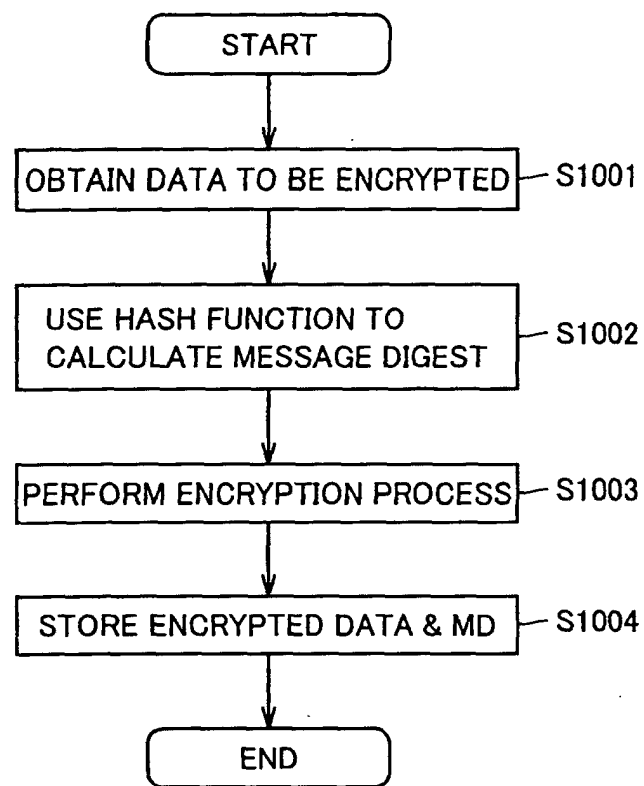 START
OBTAIN DATA TO BE ENCRYPTED
S1001
USE HASH FUNCTION TO
CALCULATE MESSAGE DIGEST
S1002
PERFORM ENCRYPTION PROCESS
S1003
STORE ENCRYPTED DATA & MD
S1004
END